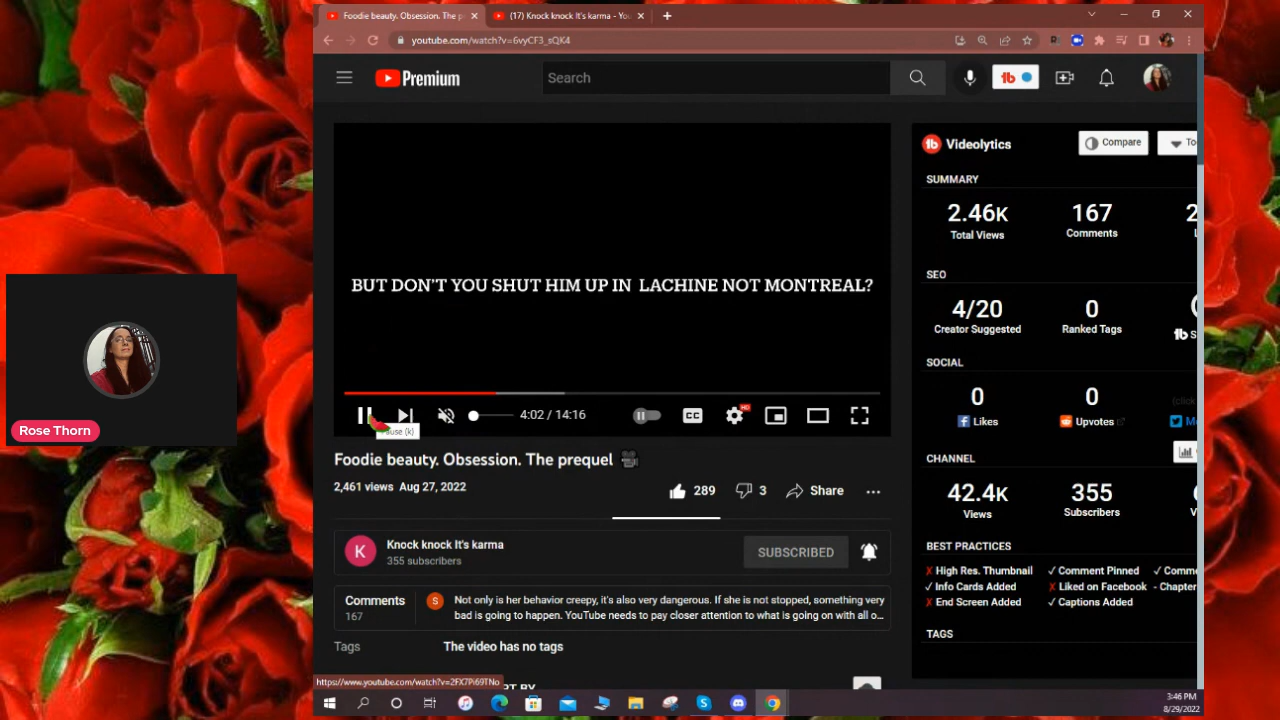 Foodie beauty. Obsession. The p
(17) Knock knock It's karma - You
youtube.com/watch?v=6vyCF3_sQK4
Premium
Search
Videolytics
Compare
To
SUMMARY
2.46K
167
Total Views
Comments
BUT DON'T YOU SHUT HIM UP IN LACHINE NOT MONTREAL?
SEO
4/20
0
Creator Suggested
Ranked Tags
SOCIAL
0
0
Likes
Upvotes
4:02 / 14:16
CC
HD
Pause (k)
Rose Thorn
Foodie beauty. Obsession. The prequel
2,461 views Aug 27, 2022
289
3
Share
CHANNEL
42.4K
355
Views
Subscribers
K
Knock knock It's karma
355 subscribers
SUBSCRIBED
BEST PRACTICES
✗ High Res. Thumbnail
✓ Comment Pinned
✓ Info Cards Added
✗ Liked on Facebook
- Chapter
✗ End Screen Added
✓ Captions Added
Comments
167
S
Not only is her behavior creepy, it's also very dangerous. If she is not stopped, something very
bad is going to happen. YouTube needs to pay closer attention to what is going on with all o...
TAGS
Tags
The video has no tags
3:46 PM
8/29/2022